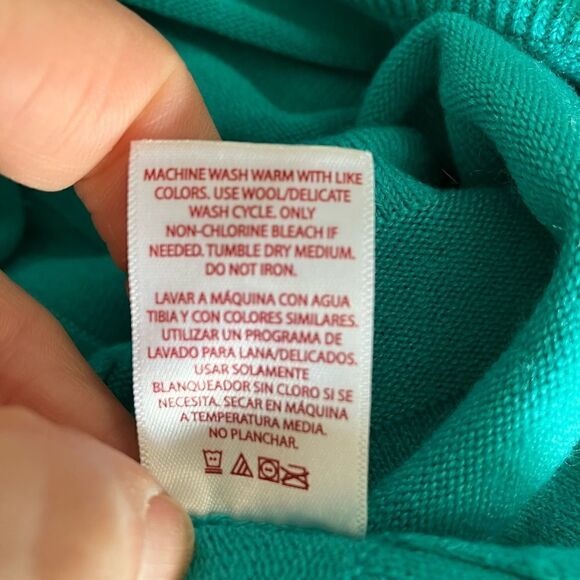 MACHINE WASH WARM WITH LIKE
COLORS. USE WOOL/DELICATE
WASH CYCLE. ONLY
NON-CHLORINE BLEACH IF
NEEDED. TUMBLE DRY MEDIUM.
DO NOT IRON.
LAVAR A MÁQUINA CON AGUA
TIBIA Y CON COLORES SIMILARES.
UTILIZAR UN PROGRAMA DE
LAVADO PARA LANA/DELICADOS.
USAR SOLAMENTE
BLANQUEADOR SIN CLORO SI SE
NECESITA. SECAR EN MÁQUINA
A TEMPERATURA MEDIA.
NO PLANCHAR.